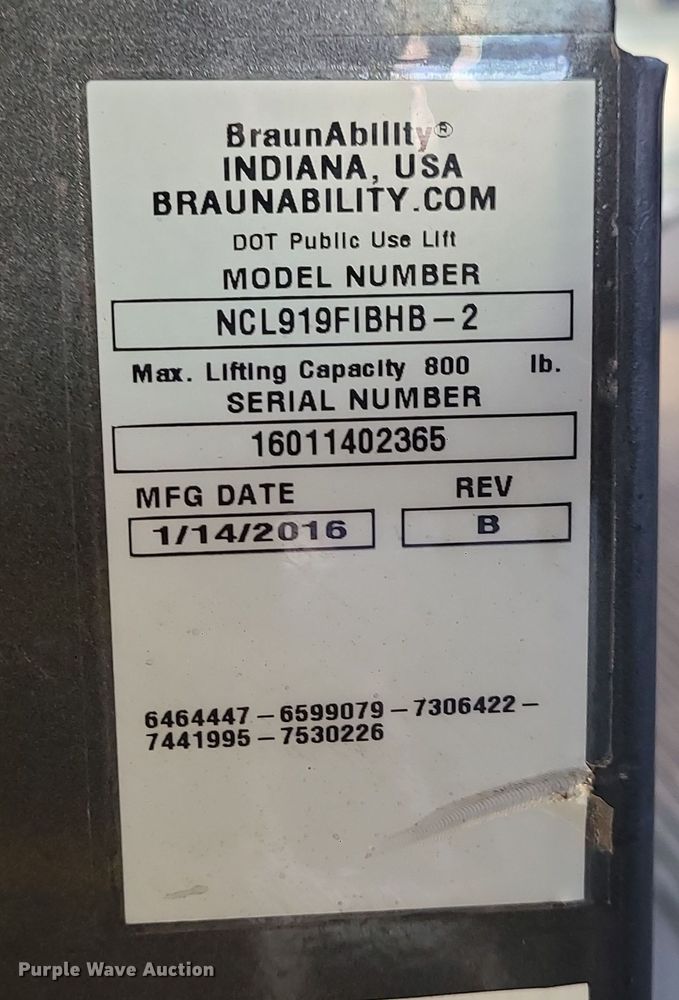 BraunAbility®
INDIANA, USA
BRAUNABILITY.COM
DOT Public Use Lift
MODEL NUMBER
NCL919FIBHB-2
Max. Lifting Capacity 800 lb.
SERIAL NUMBER
16011402365
MFG DATE REV
1/14/2016 B
6464447-6599079-7306422-
7441995-7530226
Purple Wave Auction